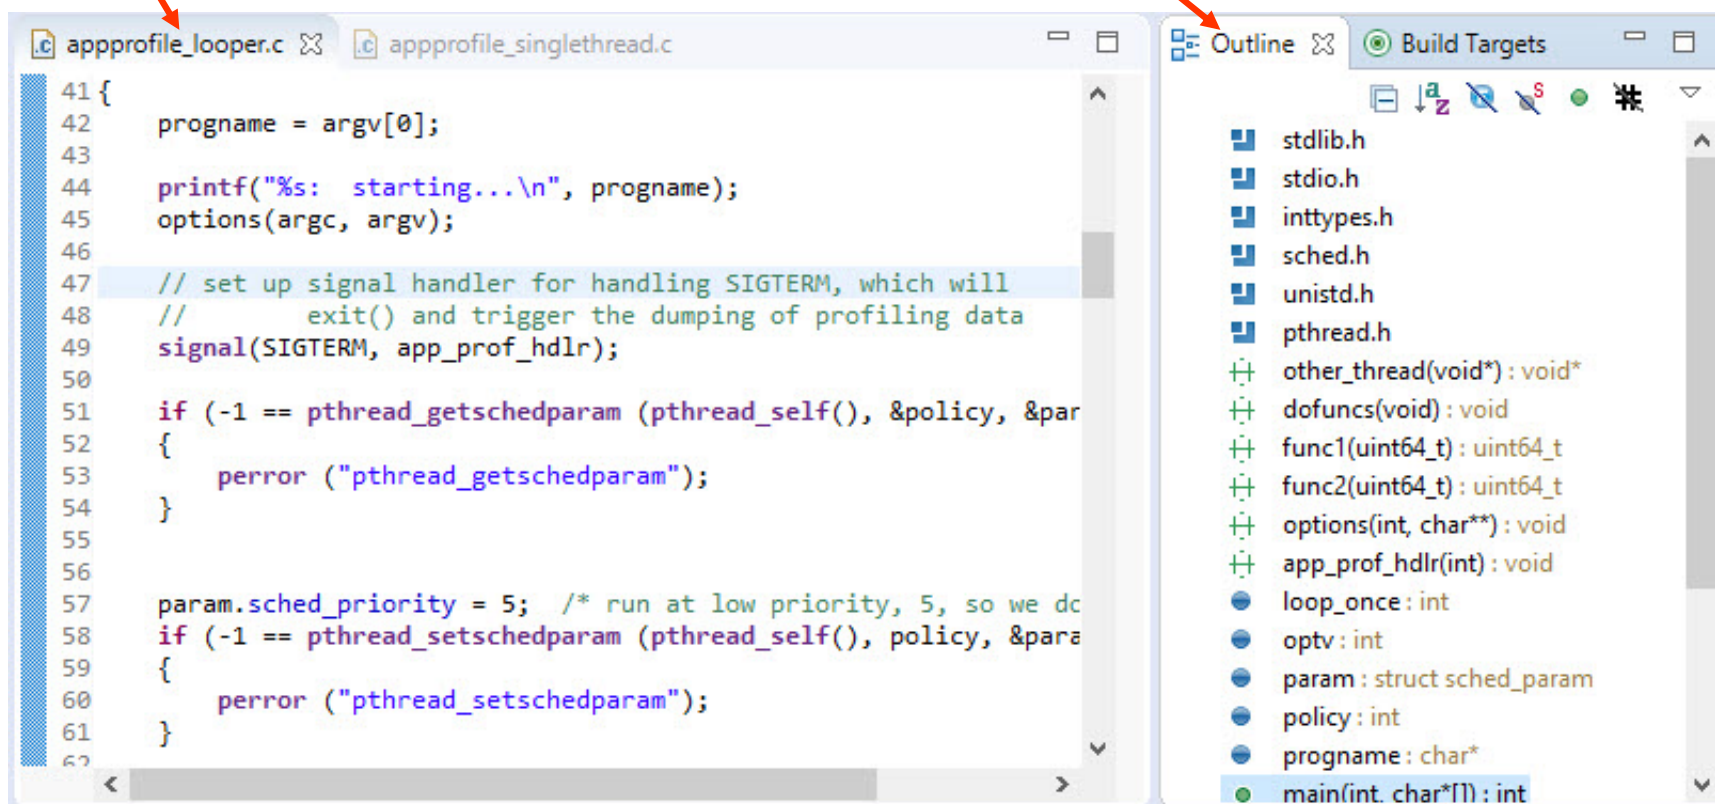 appprofile_looper.c
appprofile_singlethread.c
41 {
42 progname = argv[0];
43
44 printf("%s:  starting...\n", progname);
45 options(argc, argv);
46
47 // set up signal handler for handling SIGTERM, which will
48 //        exit() and trigger the dumping of profiling data
49 signal(SIGTERM, app_prof_hdlr);
50
51 if (-1 == pthread_getschedparam (pthread_self(), &policy, &par
52 {
53 perror ("pthread_getschedparam");
54 }
55
56
57 param.sched_priority = 5;  /* run at low priority, 5, so we do
58 if (-1 == pthread_setschedparam (pthread_self(), policy, &para
59 {
60 perror ("pthread_setschedparam");
61 }
62
Outline
Build Targets
stdlib.h
stdio.h
inttypes.h
sched.h
unistd.h
pthread.h
other_thread(void*) : void*
dofuncs(void) : void
func1(uint64_t) : uint64_t
func2(uint64_t) : uint64_t
options(int, char**) : void
app_prof_hdlr(int) : void
loop_once : int
optv : int
param : struct sched_param
policy : int
progname : char*
main(int, char*[]) : int